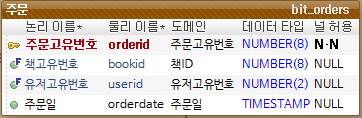 주문 bit_orders
논리 이름* 물리 이름* 도메인 데이터 타입 널 허용
주문고유번호 orderid 주문고유번호 NUMBER(8) N-N
F 책고유번호 bookid 책ID NUMBER(8) NULL
F 유저고유번호 userid 유저고유번호 NUMBER(8) NULL
주문일 orderdate 주문일 TIMESTAMP NULL